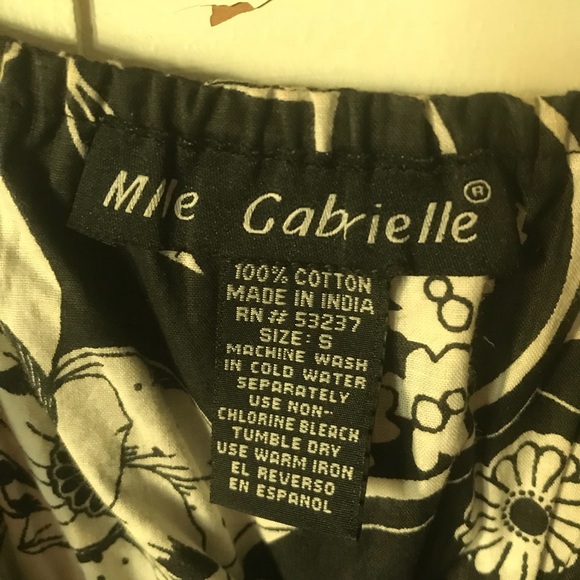 Mlle Gabrielle®
100% COTTON
MADE IN INDIA
RN # 53237
SIZE: S
MACHINE WASH
IN COLD WATER
SEPARATELY
USE NON-
CHLORINE BLEACH
TUMBLE DRY
USE WARM IRON
EL REVERSO
EN ESPANOL